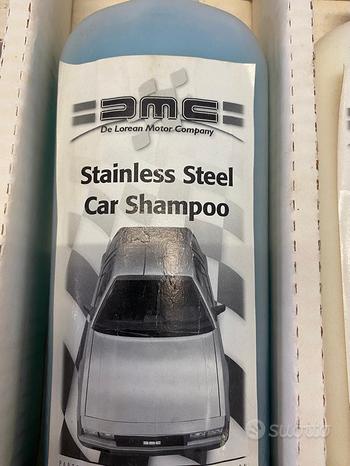 DMC
De Lorean Motor Company
Stainless Steel
Car Shampoo
DMC
subito